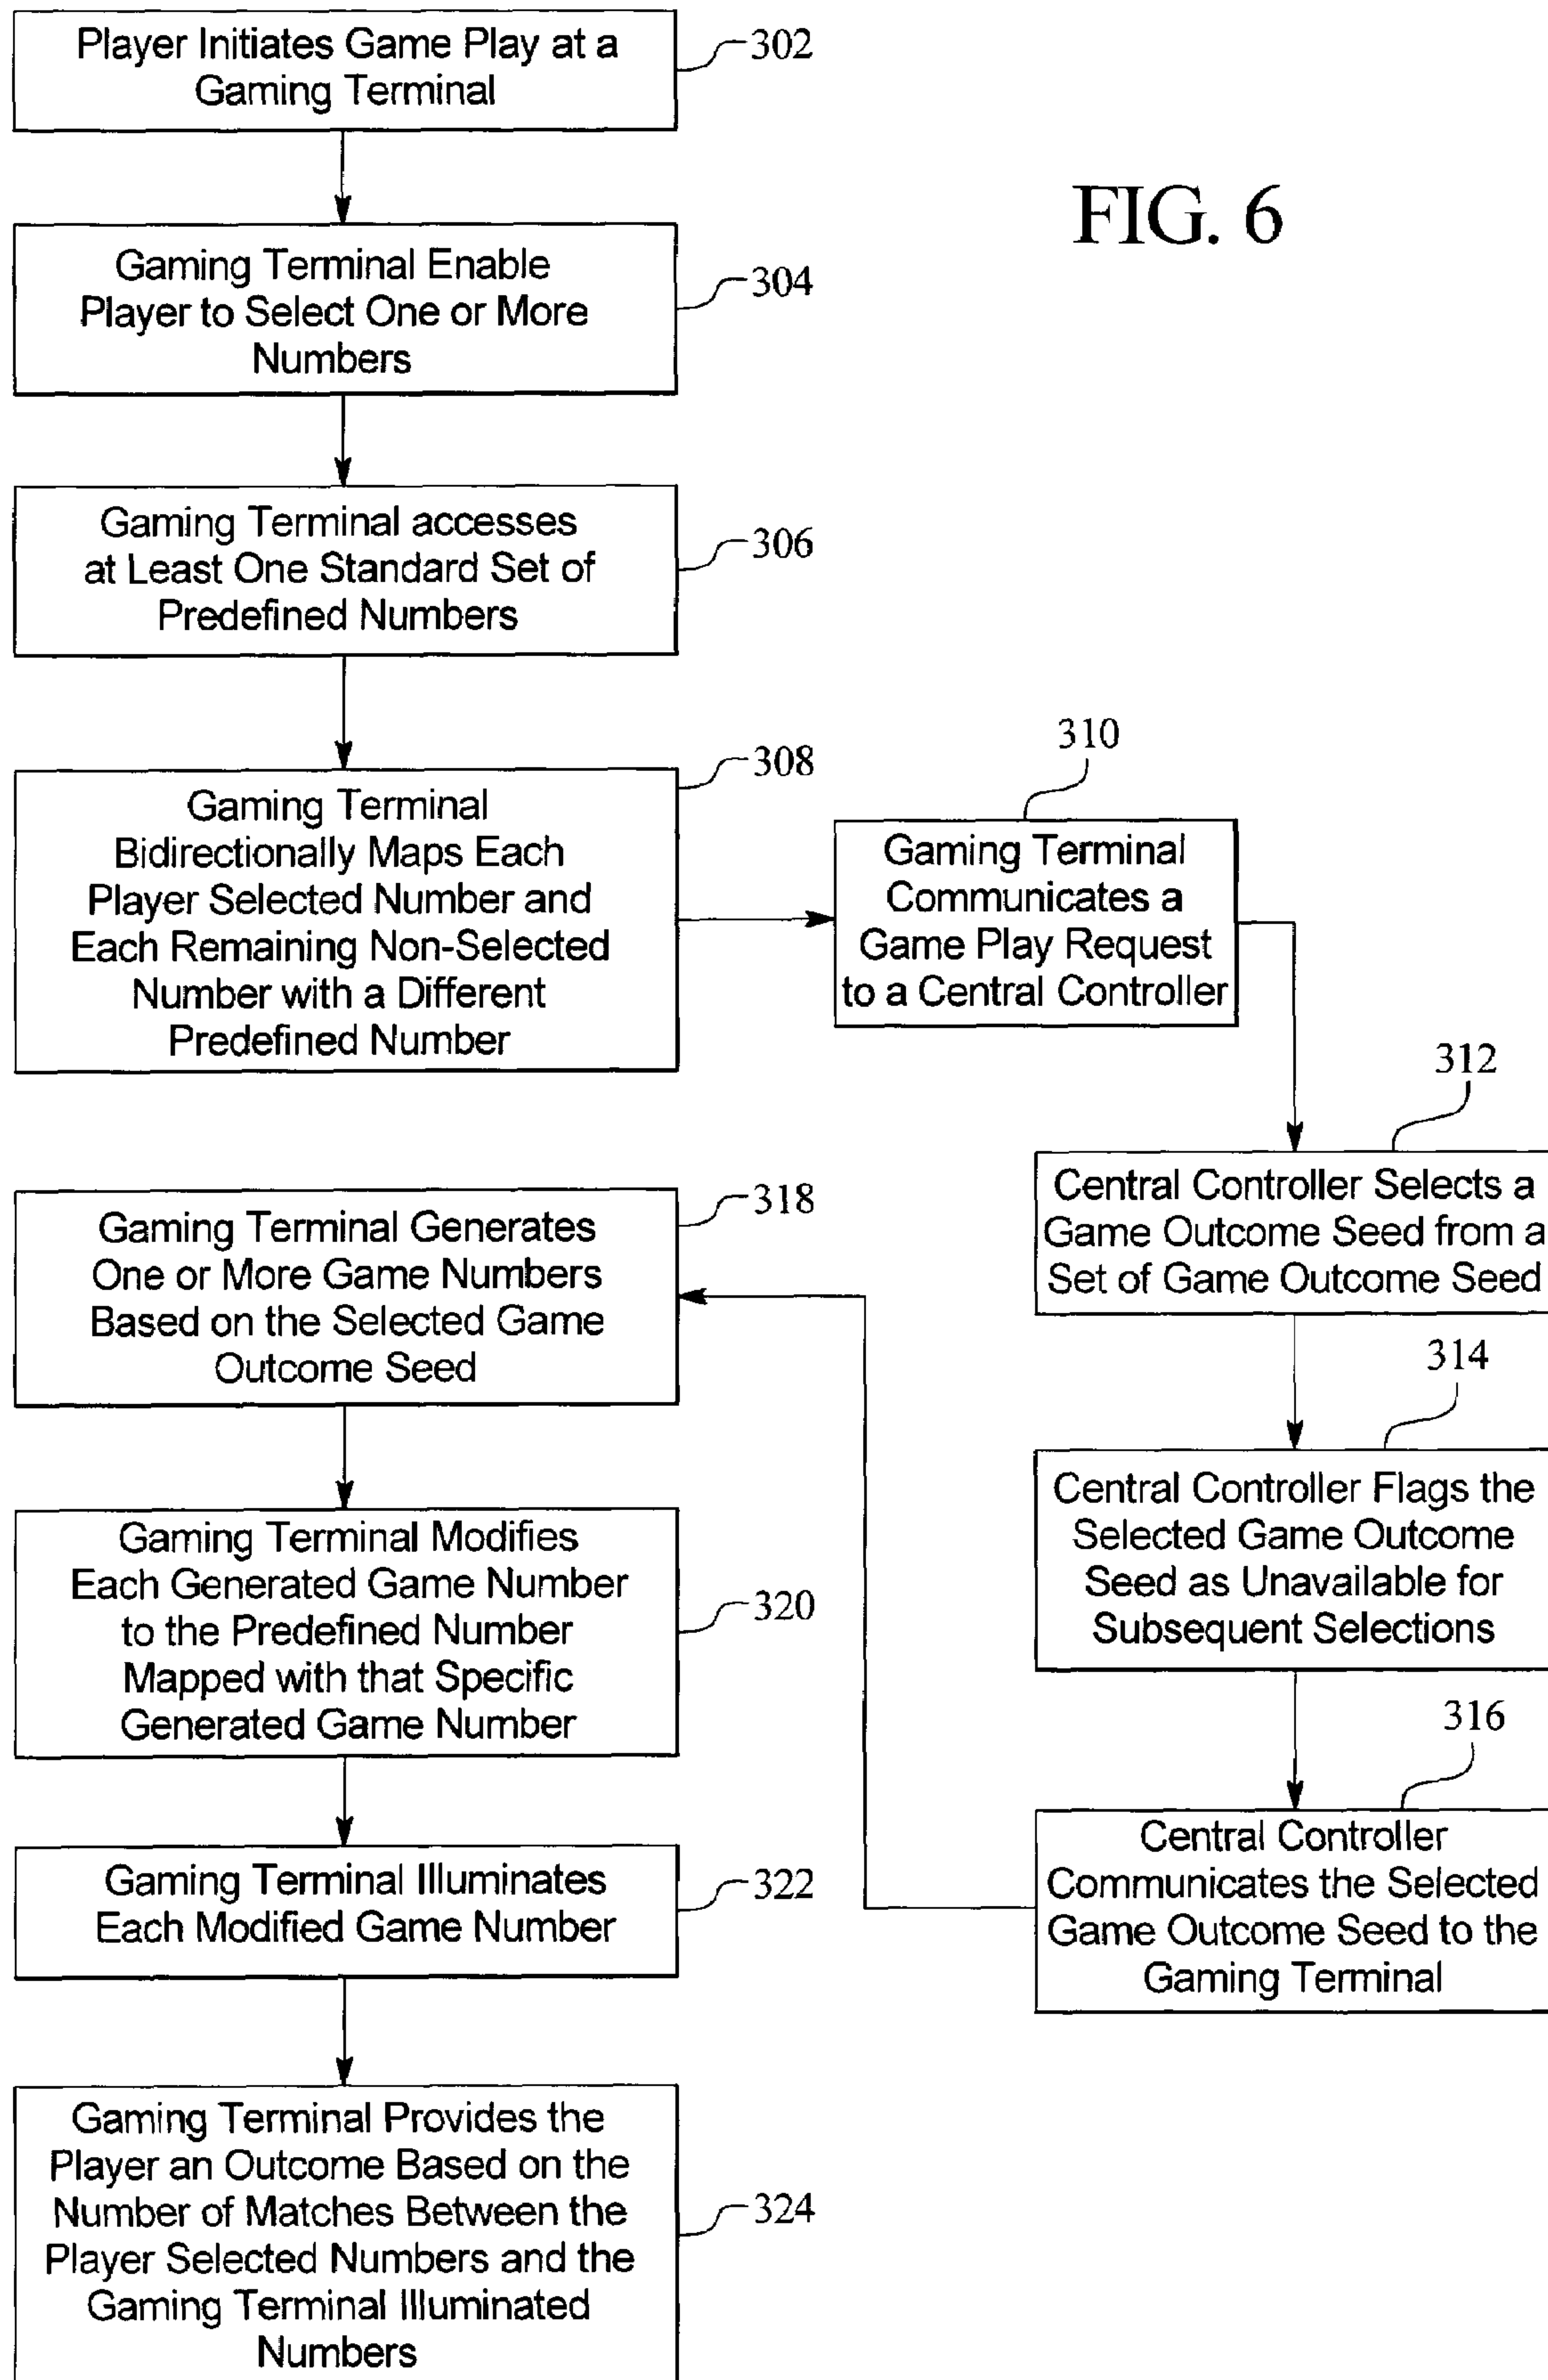 Player Initiates Game Play at a
Gaming Terminal
302
FIG. 6
Gaming Terminal Enable
Player to Select One or More
Numbers
304
Gaming Terminal accesses
at Least One Standard Set of
Predefined Numbers
306
Gaming Terminal
Bidirectionally Maps Each
Player Selected Number and
Each Remaining Non-Selected
Number with a Different
Predefined Number
308
310
Gaming Terminal
Communicates a
Game Play Request
to a Central Controller
312
Central Controller Selects a
Game Outcome Seed from a
Set of Game Outcome Seed
314
Central Controller Flags the
Selected Game Outcome
Seed as Unavailable for
Subsequent Selections
316
Central Controller
Communicates the Selected
Game Outcome Seed to the
Gaming Terminal
Gaming Terminal Generates
One or More Game Numbers
Based on the Selected Game
Outcome Seed
318
Gaming Terminal Modifies
Each Generated Game Number
to the Predefined Number
Mapped with that Specific
Generated Game Number
320
Gaming Terminal Illuminates
Each Modified Game Number
322
Gaming Terminal Provides the
Player an Outcome Based on the
Number of Matches Between the
Player Selected Numbers and the
Gaming Terminal Illuminated
Numbers
324